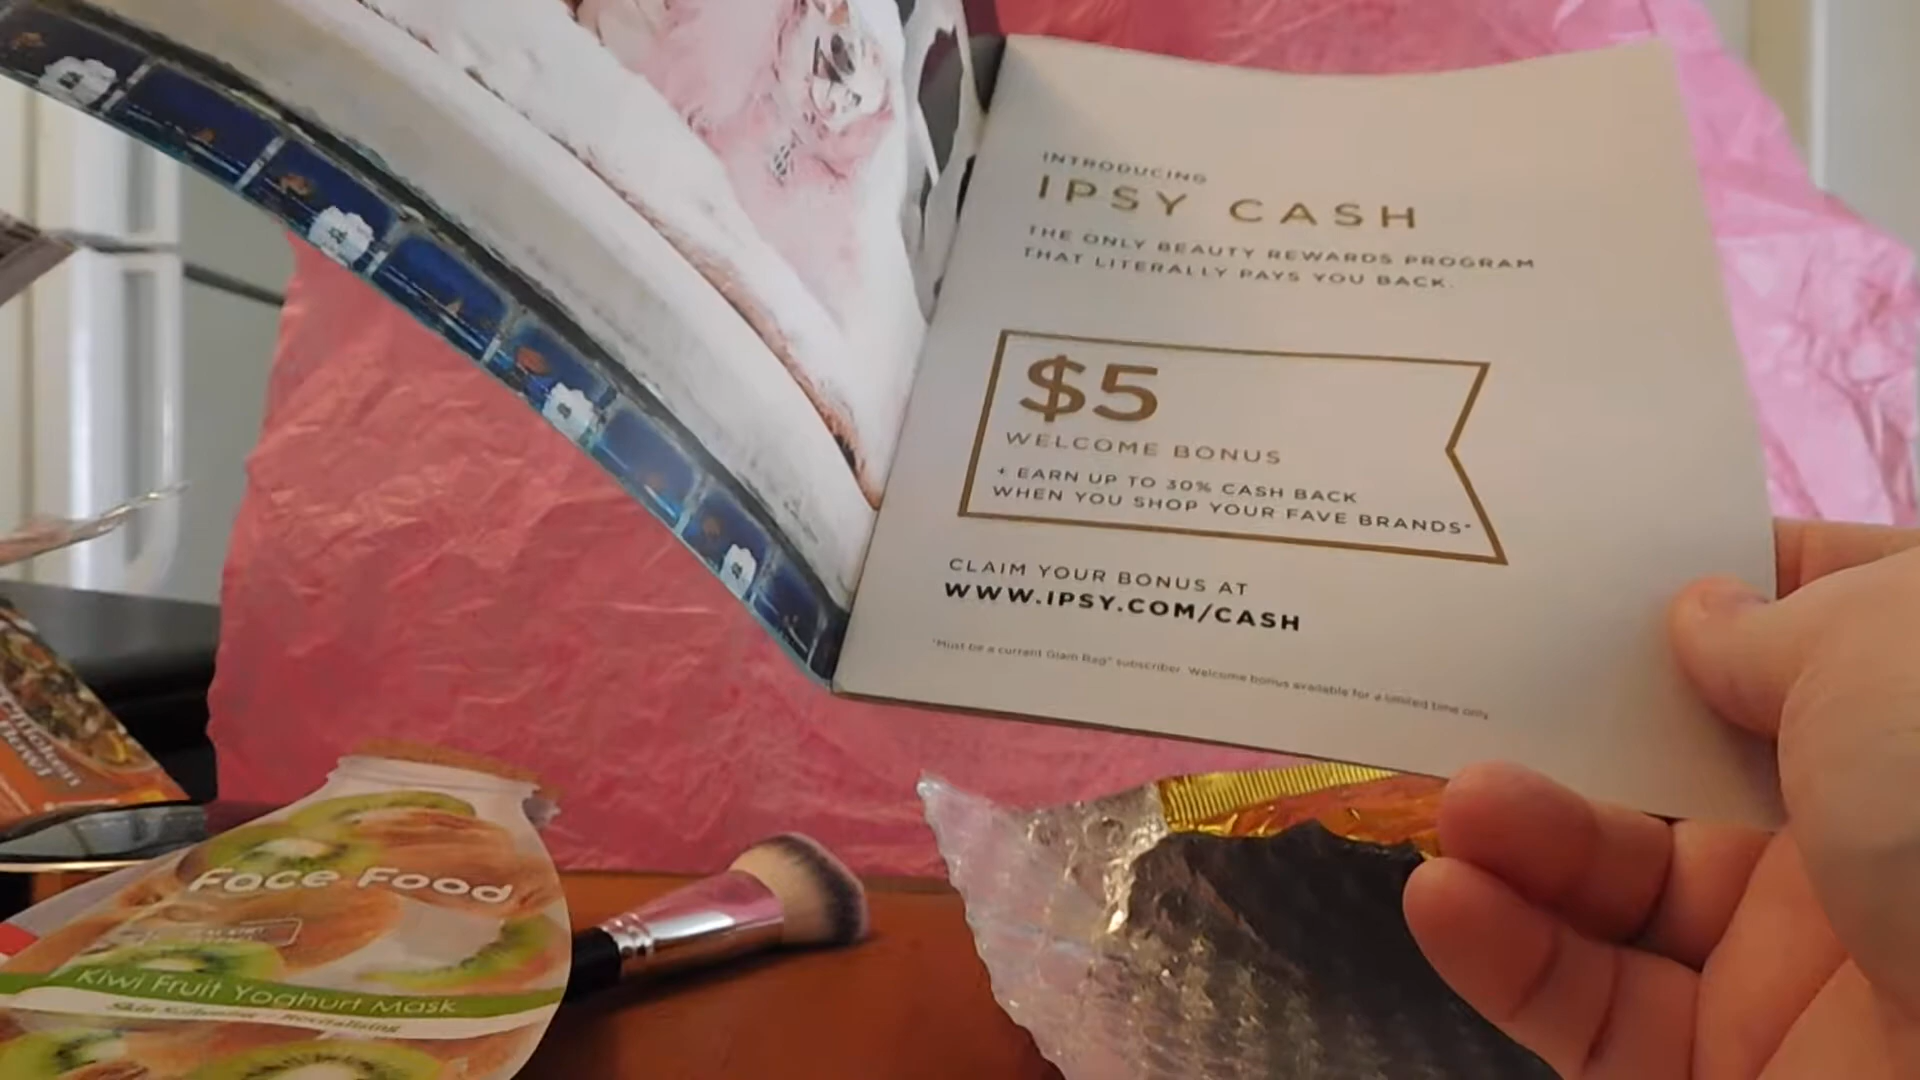 INTRODUCING
IPSY CASH
THE ONLY BEAUTY REWARDS PROGRAM
THAT LITERALLY PAYS YOU BACK.
$5
WELCOME BONUS
+ EARN UP TO 30% CASH BACK
WHEN YOU SHOP YOUR FAVE BRANDS*
CLAIM YOUR BONUS AT
WWW.IPSY.COM/CASH
*Must be a current Glam Bag® subscriber. Welcome bonus available for a limited time only.
Face Food
Kiwi Fruit Yoghurt Mask